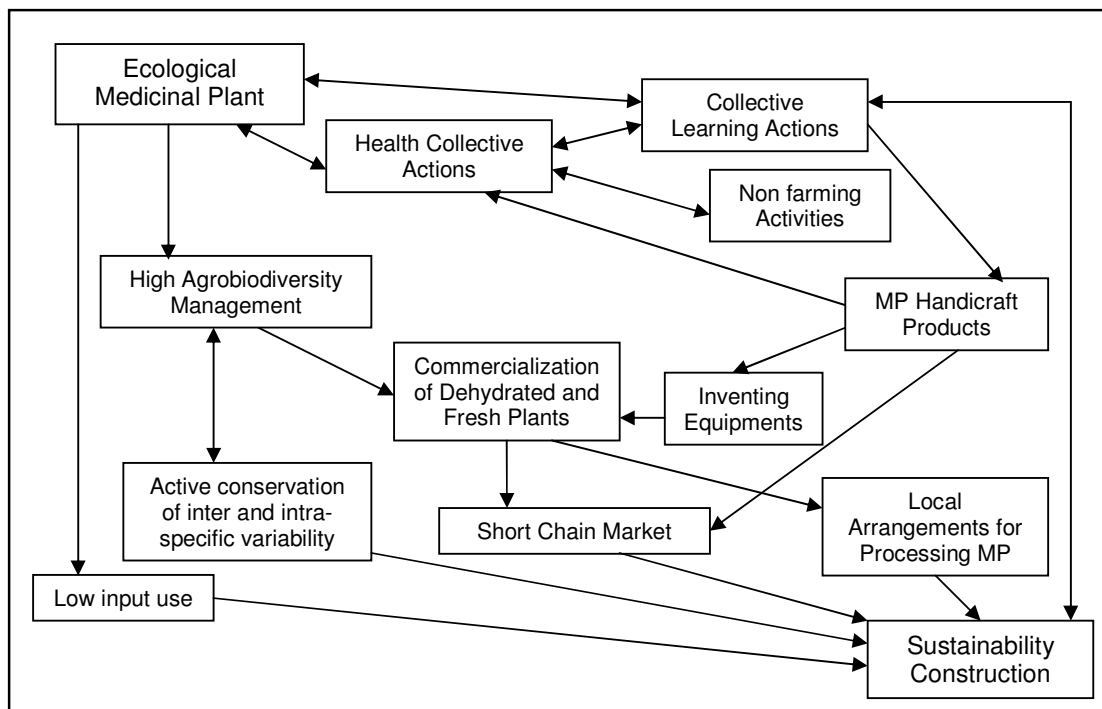 Ecological
Medicinal Plant
Collective
Learning Actions
Health Collective
Actions
Non farming
Activities
High Agrobiodiversity
Management
MP Handicraft
Products
Commercialization
of Dehydrated and
Fresh Plants
Inventing
Equipments
Active conservation
of inter and intra-
specific variability
Short Chain Market
Local
Arrangements for
Processing MP
Low input use
Sustainability
Construction